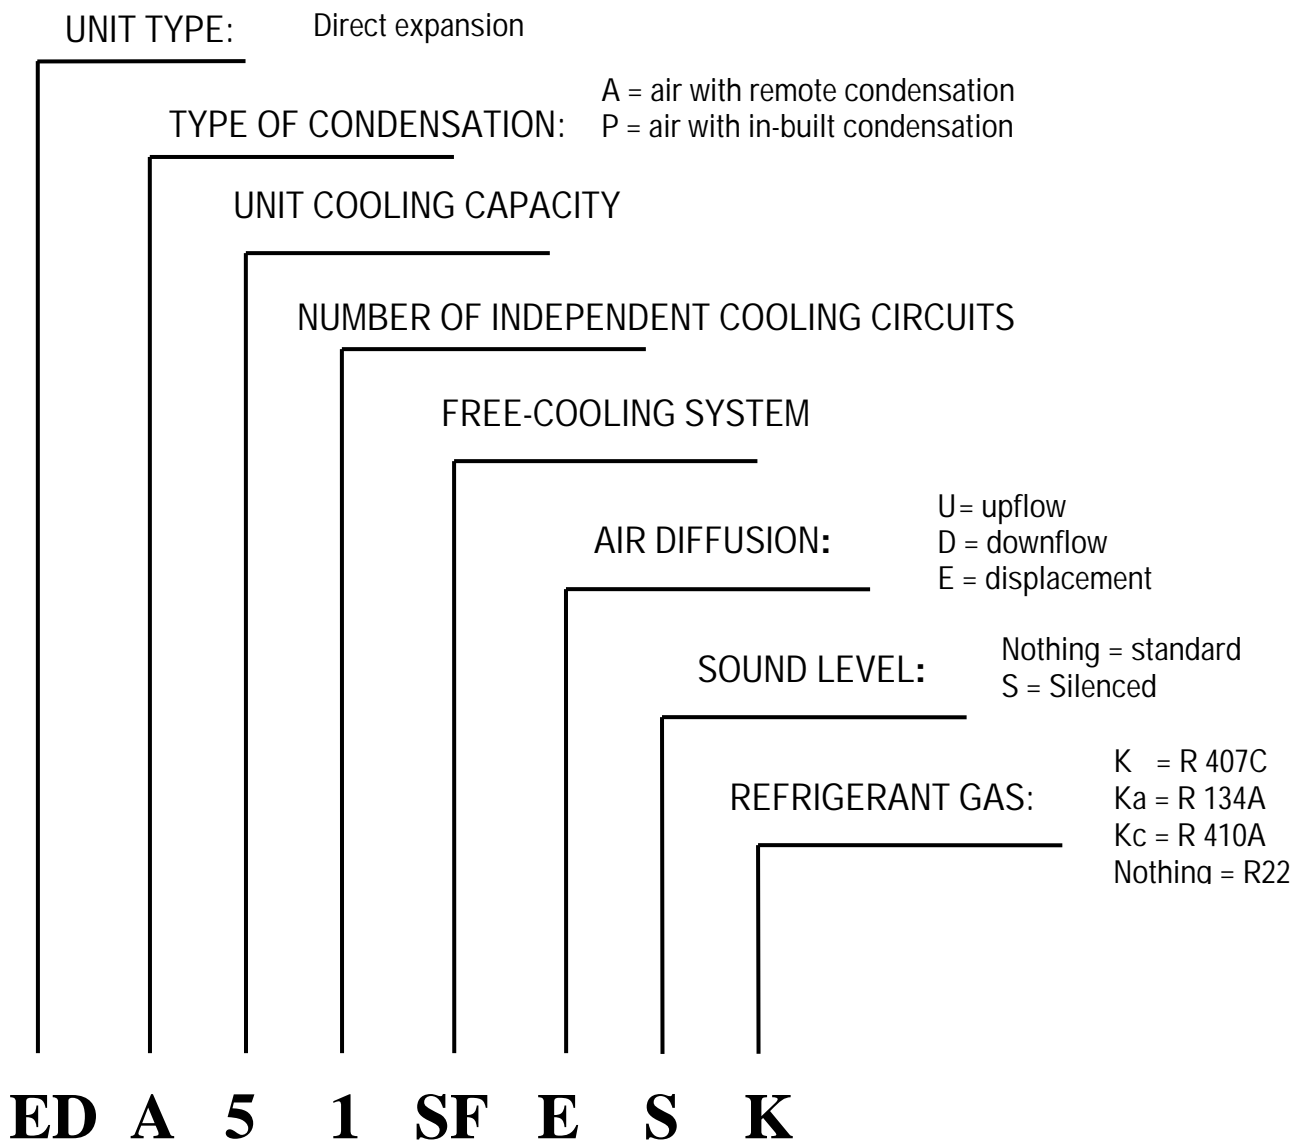 UNIT TYPE: Direct expansion
A = air with remote condensation
TYPE OF CONDENSATION: P = air with in-built condensation
UNIT COOLING CAPACITY
NUMBER OF INDEPENDENT COOLING CIRCUITS
FREE-COOLING SYSTEM
U= upflow
AIR DIFFUSION: D = downflow
E = displacement
Nothing = standard
SOUND LEVEL: S = Silenced
K = R 407C
REFRIGERANT GAS: Ka = R 134A
Kc = R 410A
Nothing = R22
ED A 5 1 SF E S K